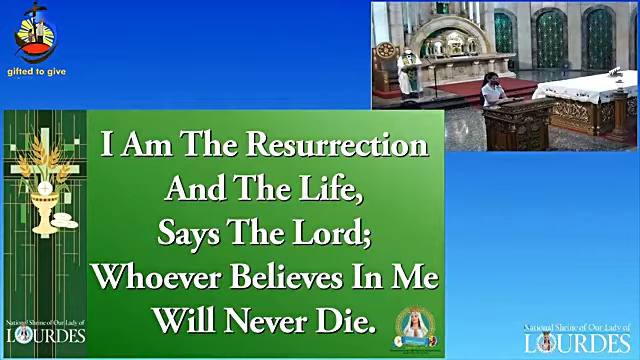 gifted to give
I Am The Resurrection
And The Life,
Says The Lord;
Whoever Believes In Me
Will Never Die.
National Shrine of Our Lady of
LOURDES
National Shrine of Our Lady of
LOURDES